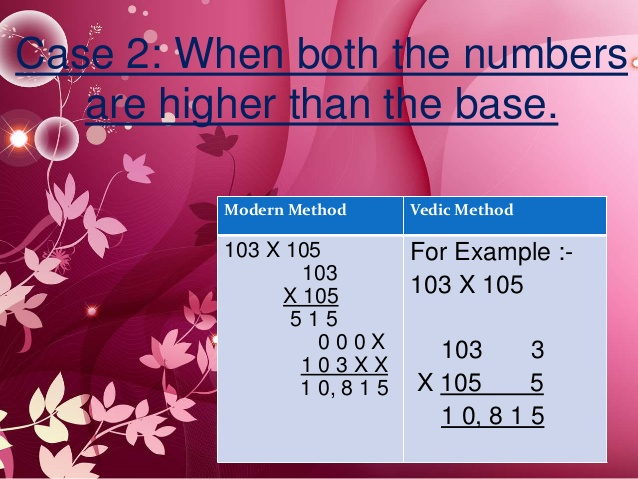 Case 2: When both the numbers
are higher than the base.
Modern Method
103 X 105
103
X 105
5 1 5
0 0 0 X
1 0 3 X X
1 0, 8 1 5
Vedic Method
For Example :-
103 X 105
103 3
X 105 5
1 0, 8 1 5